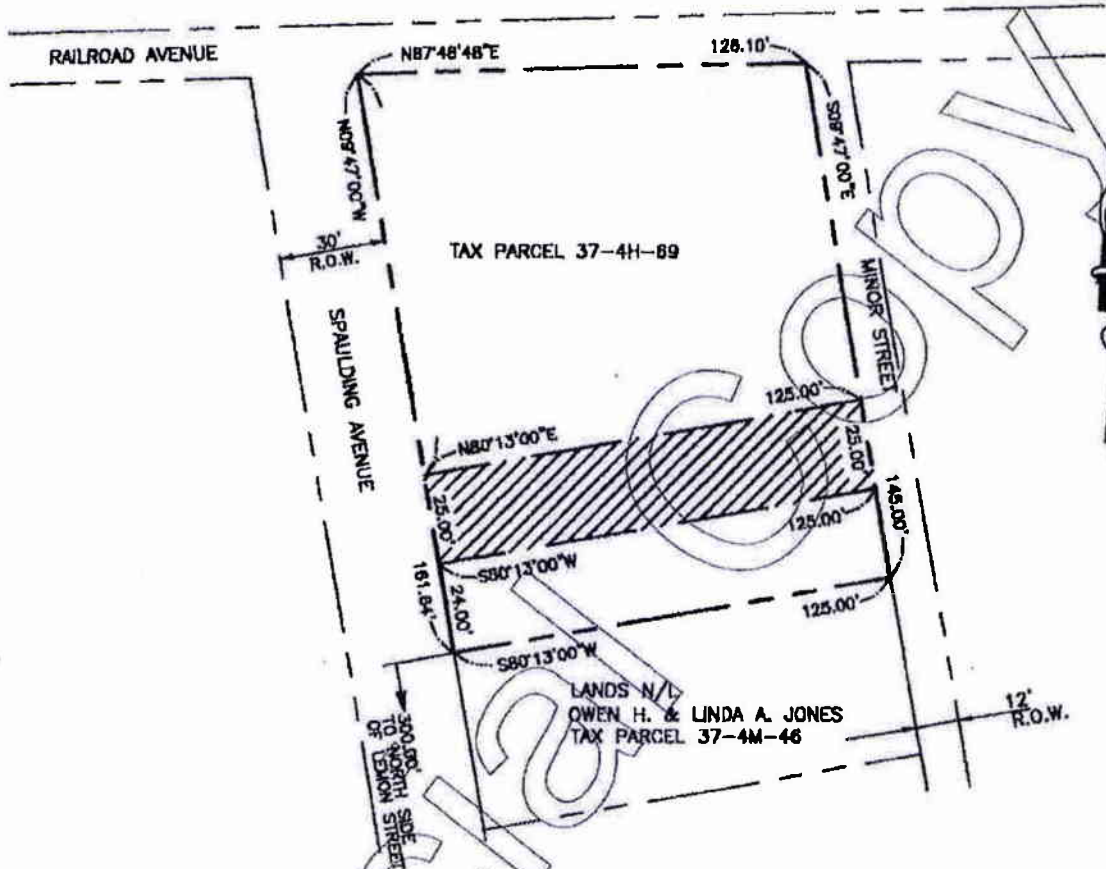 RAILROAD AVENUE
N87°48'48"E
126.10'
N09°47'00"W
S09°47'00"E
30'
R.O.W.
TAX PARCEL 37-4H-69
MINOR STREET
SPAULDING AVENUE
125.00'
N80°13'00"E
25.00'
25.00'
125.00'
145.00'
S80°13'00"W
161.84'
24.00'
125.00'
S80°13'00"W
LANDS N/L
OWEN H. & LINDA A. JONES
TAX PARCEL 37-4M-46
12'
R.O.W.
300.00'
TO NORTH SIDE
OF LEMON STREET
Copy